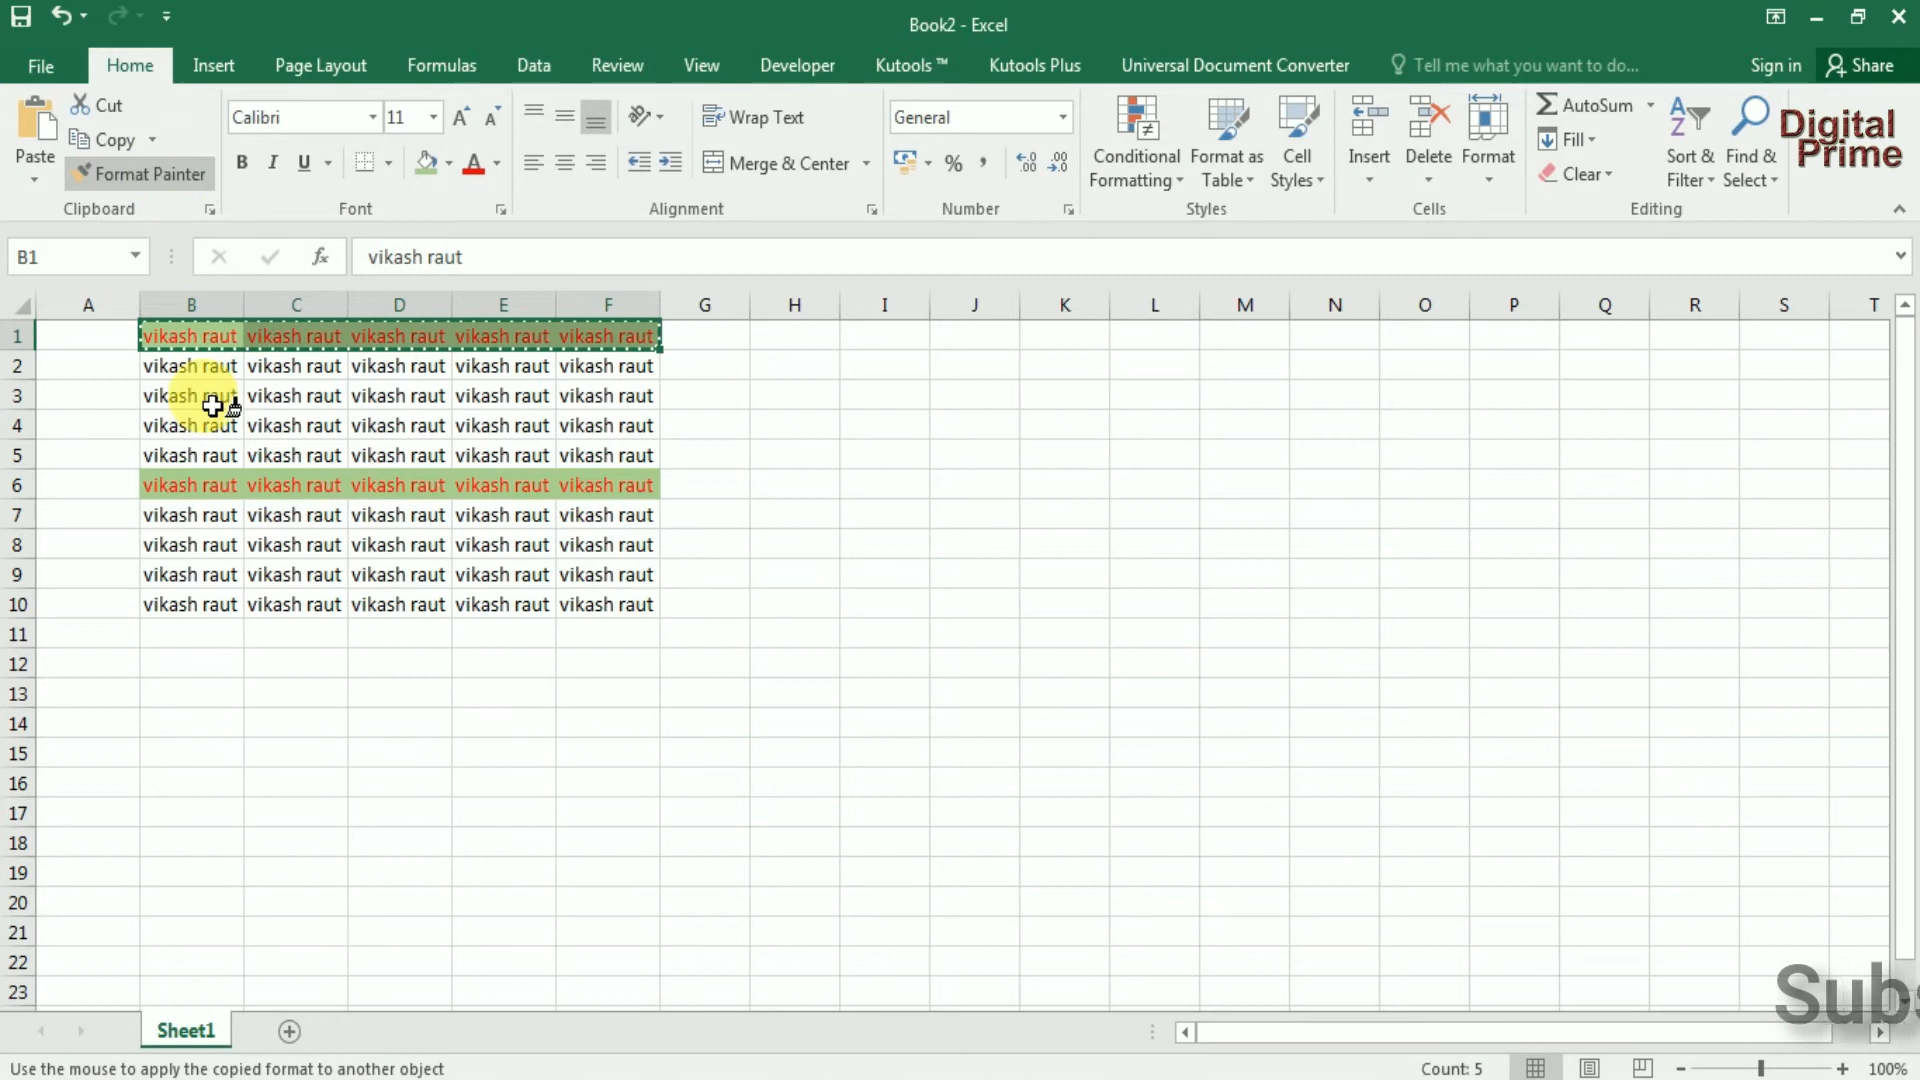 Book2 - Excel
File Home Insert Page Layout Formulas Data Review View Developer Kutools ™ Kutools Plus Universal Document Converter Tell me what you want to do... Sign in Share
Paste Cut Copy Format Painter Clipboard
Calibri 11 B I U A Font
Wrap Text Merge & Center Alignment
General % , Number
Conditional Formatting Format as Table Cell Styles Styles
Insert Delete Format Cells
AutoSum Fill Clear Sort & Filter Find & Select Editing
Digital
Prime
B1 fx vikash raut
A B C D E F G H I J K L M N O P Q R S T
1 vikash raut vikash raut vikash raut vikash raut vikash raut
2 vikash raut vikash raut vikash raut vikash raut vikash raut
3 vikash raut vikash raut vikash raut vikash raut vikash raut
4 vikash raut vikash raut vikash raut vikash raut vikash raut
5 vikash raut vikash raut vikash raut vikash raut vikash raut
6 vikash raut vikash raut vikash raut vikash raut vikash raut
7 vikash raut vikash raut vikash raut vikash raut vikash raut
8 vikash raut vikash raut vikash raut vikash raut vikash raut
9 vikash raut vikash raut vikash raut vikash raut vikash raut
10 vikash raut vikash raut vikash raut vikash raut vikash raut
11
12
13
14
15
16
17
18
19
20
21
22
23
Subs
Sheet1
Use the mouse to apply the copied format to another object Count: 5 100%